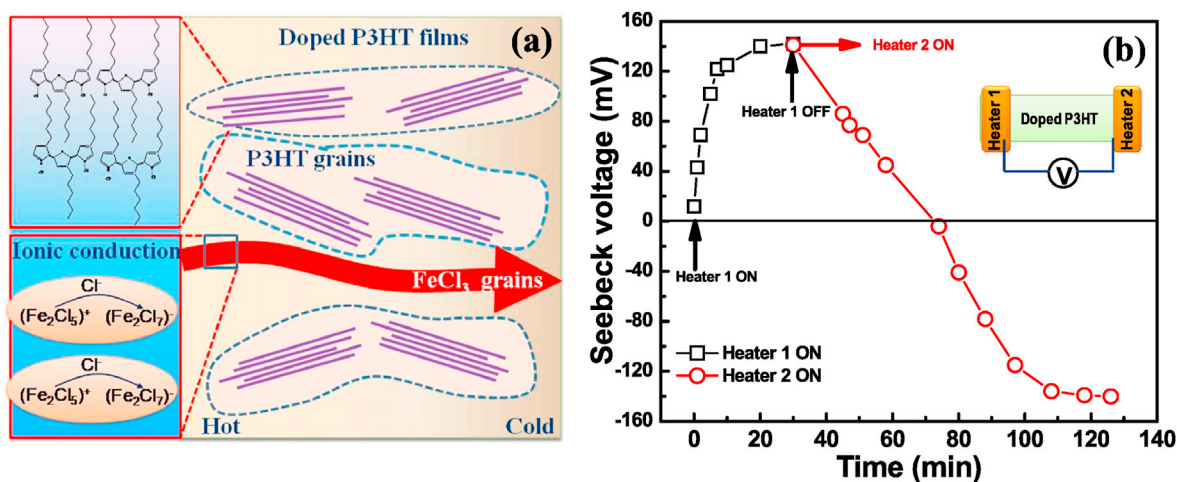 (a)
Doped P3HT films
P3HT grains
Ionic conduction
Cl⁻
(Fe₂Cl₅)⁺ (Fe₂Cl₇)⁻
Cl⁻
(Fe₂Cl₅)⁺ (Fe₂Cl₇)⁻
FeCl₃ grains
Hot
Cold
(b)
Seebeck voltage (mV)
160
120
80
40
0
-40
-80
-120
-160
Heater 2 ON
Heater 1 OFF
Heater 1 ON
Heater 1
Doped P3HT
Heater 2
V
Heater 1 ON
Heater 2 ON
0 20 40 60 80 100 120 140
Time (min)